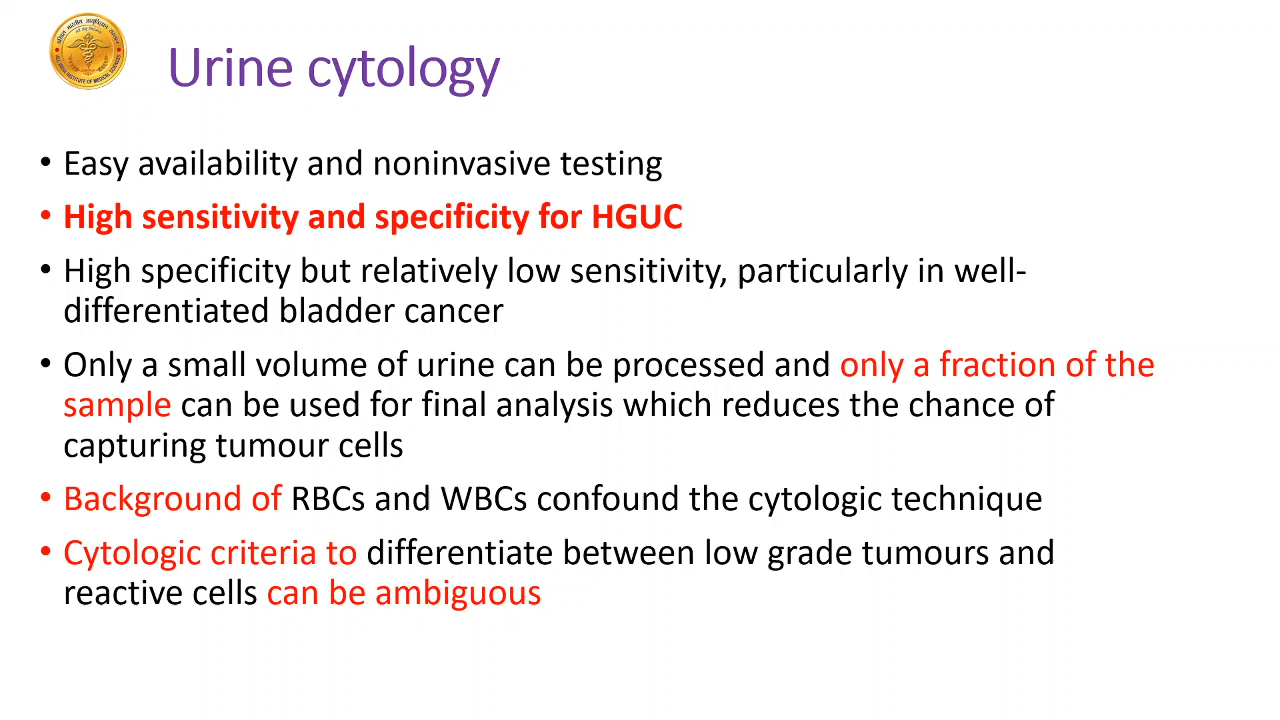 Urine cytology
• Easy availability and noninvasive testing
• High sensitivity and specificity for HGUC
• High specificity but relatively low sensitivity, particularly in well-
differentiated bladder cancer
• Only a small volume of urine can be processed and only a fraction of the
sample can be used for final analysis which reduces the chance of
capturing tumour cells
• Background of RBCs and WBCs confound the cytologic technique
• Cytologic criteria to differentiate between low grade tumours and
reactive cells can be ambiguous